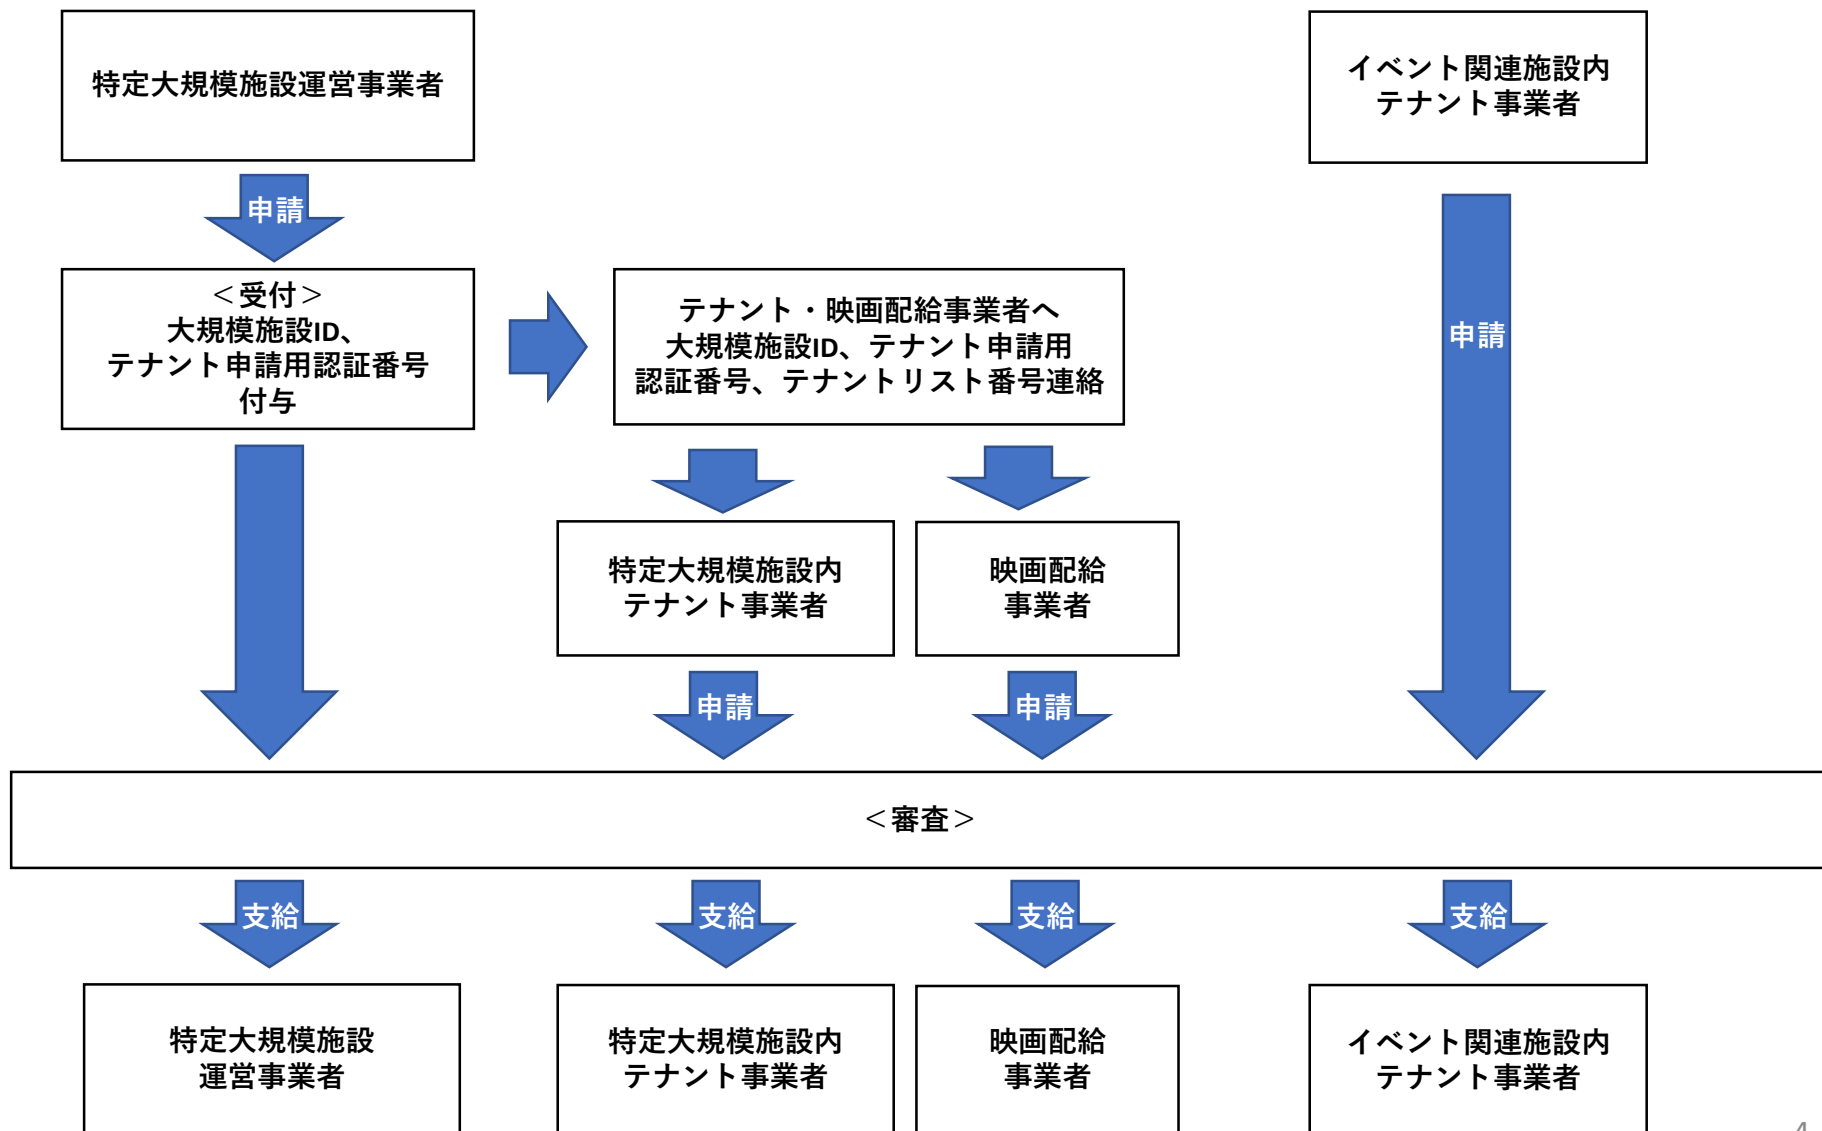 特定大規模施設運営事業者
イベント関連施設内
テナント事業者
申請
＜受付＞
大規模施設ID、
テナント申請用認証番号
付与
テナント・映画配給事業者へ
大規模施設ID、テナント申請用
認証番号、テナントリスト番号連絡
申請
特定大規模施設内
テナント事業者
映画配給
事業者
申請
申請
＜審査＞
支給
支給
支給
支給
特定大規模施設
運営事業者
特定大規模施設内
テナント事業者
映画配給
事業者
イベント関連施設内
テナント事業者
4